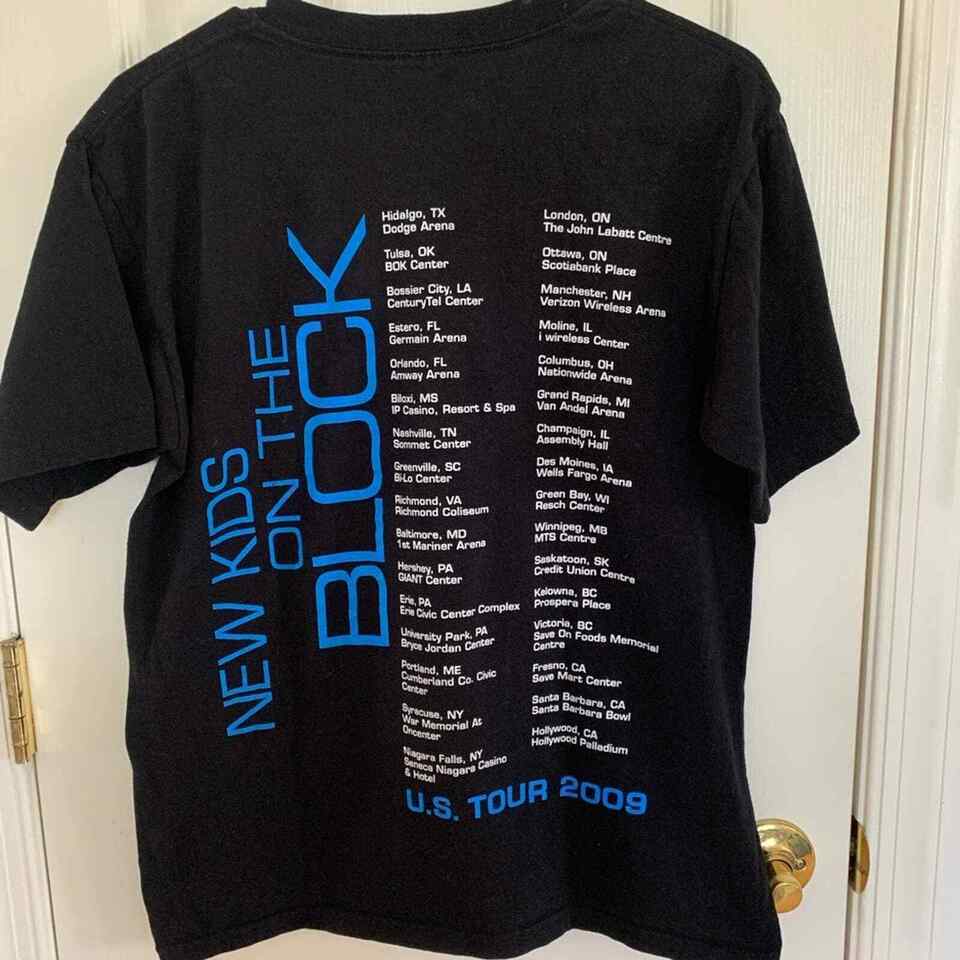 NEW KIDS
ON THE
BLOCK
Hidalgo, TX
Dodge Arena
Tulsa, OK
BOK Center
Bossier City, LA
CenturyTel Center
Estero, FL
Germain Arena
Orlando, FL
Amway Arena
Biloxi, MS
IP Casino, Resort & Spa
Nashville, TN
Sommet Center
Greenville, SC
Bi-Lo Center
Richmond, VA
Richmond Coliseum
Baltimore, MD
1st Mariner Arena
Hershey, PA
GIANT Center
Erie, PA
Erie Civic Center Complex
University Park, PA
Bryce Jordan Center
Portland, ME
Cumberland Co. Civic
Center
Syracuse, NY
War Memorial At
Oncenter
Niagara Falls, NY
Seneca Niagara Casino
& Hotel
London, ON
The John Labatt Centre
Ottawa, ON
Scotiabank Place
Manchester, NH
Verizon Wireless Arena
Moline, IL
i wireless Center
Columbus, OH
Nationwide Arena
Grand Rapids, MI
Van Andel Arena
Champaign, IL
Assembly Hall
Des Moines, IA
Wells Fargo Arena
Green Bay, WI
Resch Center
Winnipeg, MB
MTS Centre
Saskatoon, SK
Credit Union Centre
Kelowna, BC
Prospera Place
Victoria, BC
Save On Foods Memorial
Centre
Fresno, CA
Save Mart Center
Santa Barbara, CA
Santa Barbara Bowl
Hollywood, CA
Hollywood Palladium
U.S. TOUR 2009